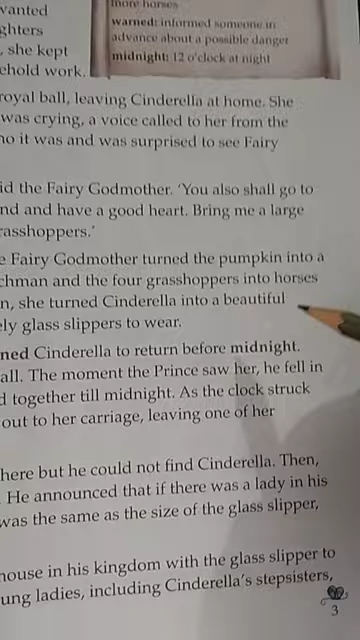 more horses
warned: informed someone in
advance about a possible danger
midnight: 12 o'clock at night
wanted
ghters
, she kept
ehold work.
royal ball, leaving Cinderella at home. She
was crying, a voice called to her from the
no it was and was surprised to see Fairy
id the Fairy Godmother. 'You also shall go to
nd and have a good heart. Bring me a large
rasshoppers.'
e Fairy Godmother turned the pumpkin into a
chman and the four grasshoppers into horses
n, she turned Cinderella into a beautiful
ely glass slippers to wear.
ned Cinderella to return before midnight.
all. The moment the Prince saw her, he fell in
d together till midnight. As the clock struck
out to her carriage, leaving one of her
here but he could not find Cinderella. Then,
. He announced that if there was a lady in his
was the same as the size of the glass slipper,
house in his kingdom with the glass slipper to
ung ladies, including Cinderella's stepsisters,
3